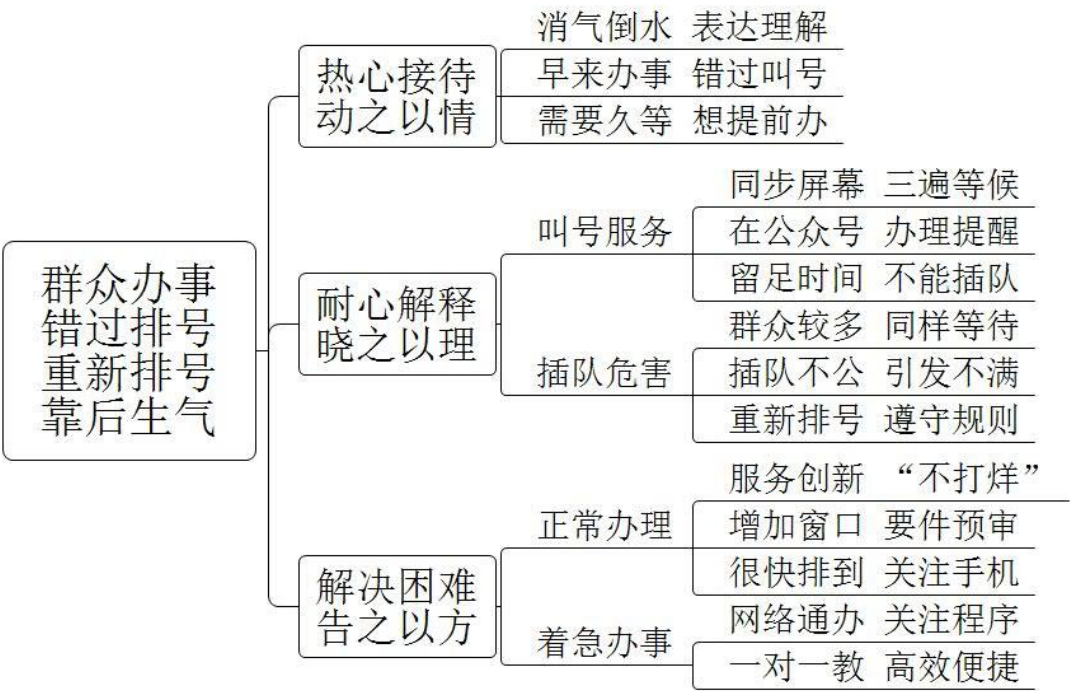 群众办事
错过排号
重新排号
靠后生气
热心接待
动之以情
消气倒水 表达理解
早来办事 错过叫号
需要久等 想提前办
耐心解释
晓之以理
叫号服务
同步屏幕 三遍等候
在公众号 办理提醒
留足时间 不能插队
插队危害
群众较多 同样等待
插队不公 引发不满
重新排号 遵守规则
解决困难
告之以方
正常办理
服务创新 “不打烊”
增加窗口 要件预审
很快排到 关注手机
着急办事
网络通办 关注程序
一对一教 高效便捷